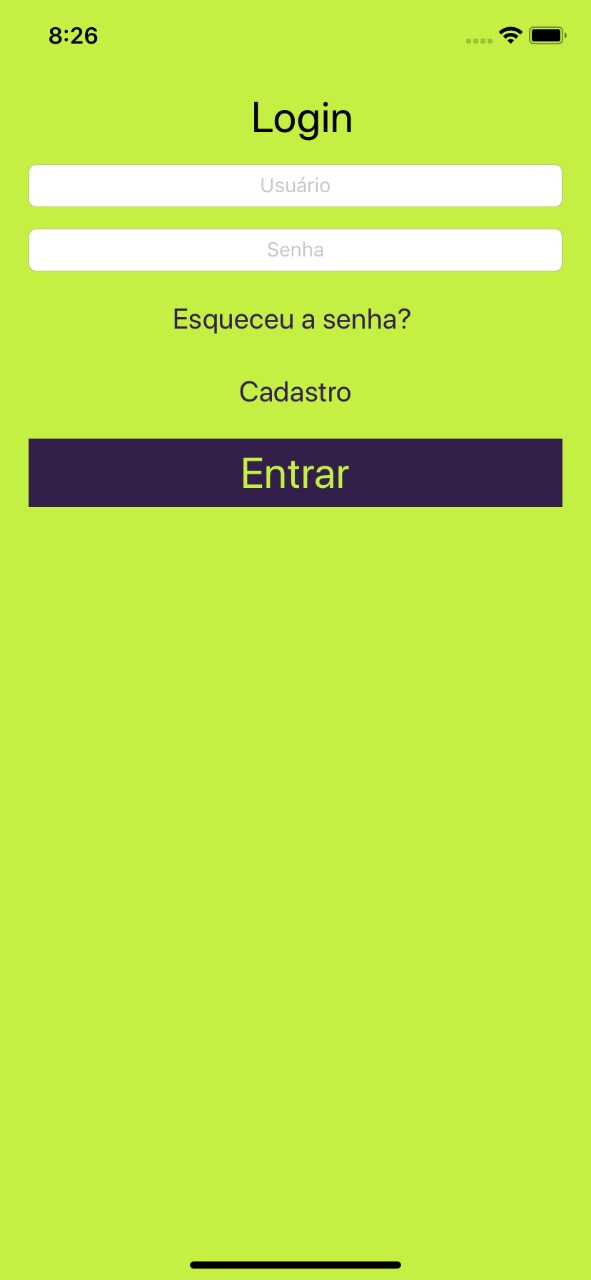 8:26
Login
Usuário
Senha
Esqueceu a senha?
Cadastro
Entrar